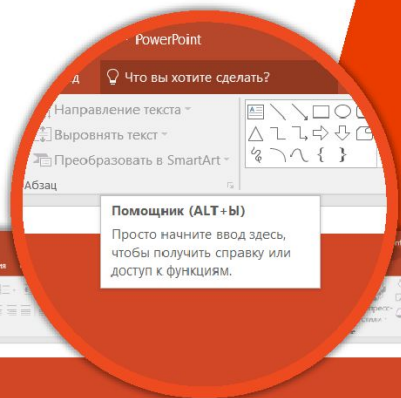 PowerPoint
Что вы хотите сделать?
Направление текста
Выровнять текст
Преобразовать в SmartArt
Абзац
Помощник (ALT+Ы)
Просто начните ввод здесь,
чтобы получить справку или
доступ к функциям.